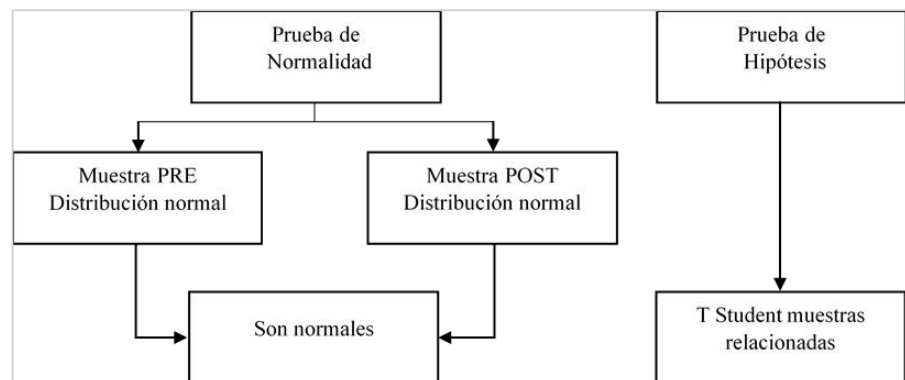 Prueba de
Normalidad
Prueba de
Hipótesis
Muestra PRE
Distribución normal
Muestra POST
Distribución normal
Son normales
T Student muestras
relacionadas